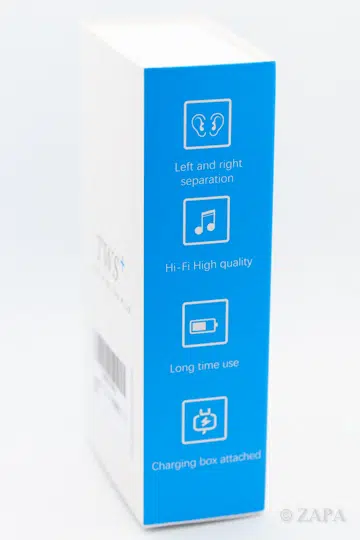 Left and right
separation
Hi-Fi High quality
Long time use
Charging box attached
TWS+
© ZAPA